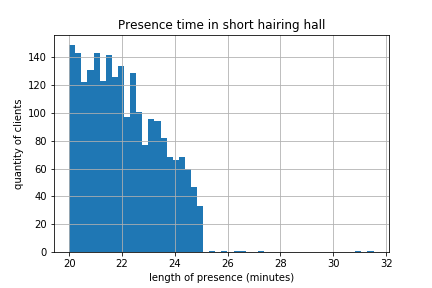 Presence time in short hairing hall
quantity of clients
140
120
100
80
60
40
20
0
20 22 24 26 28 30 32
length of presence (minutes)